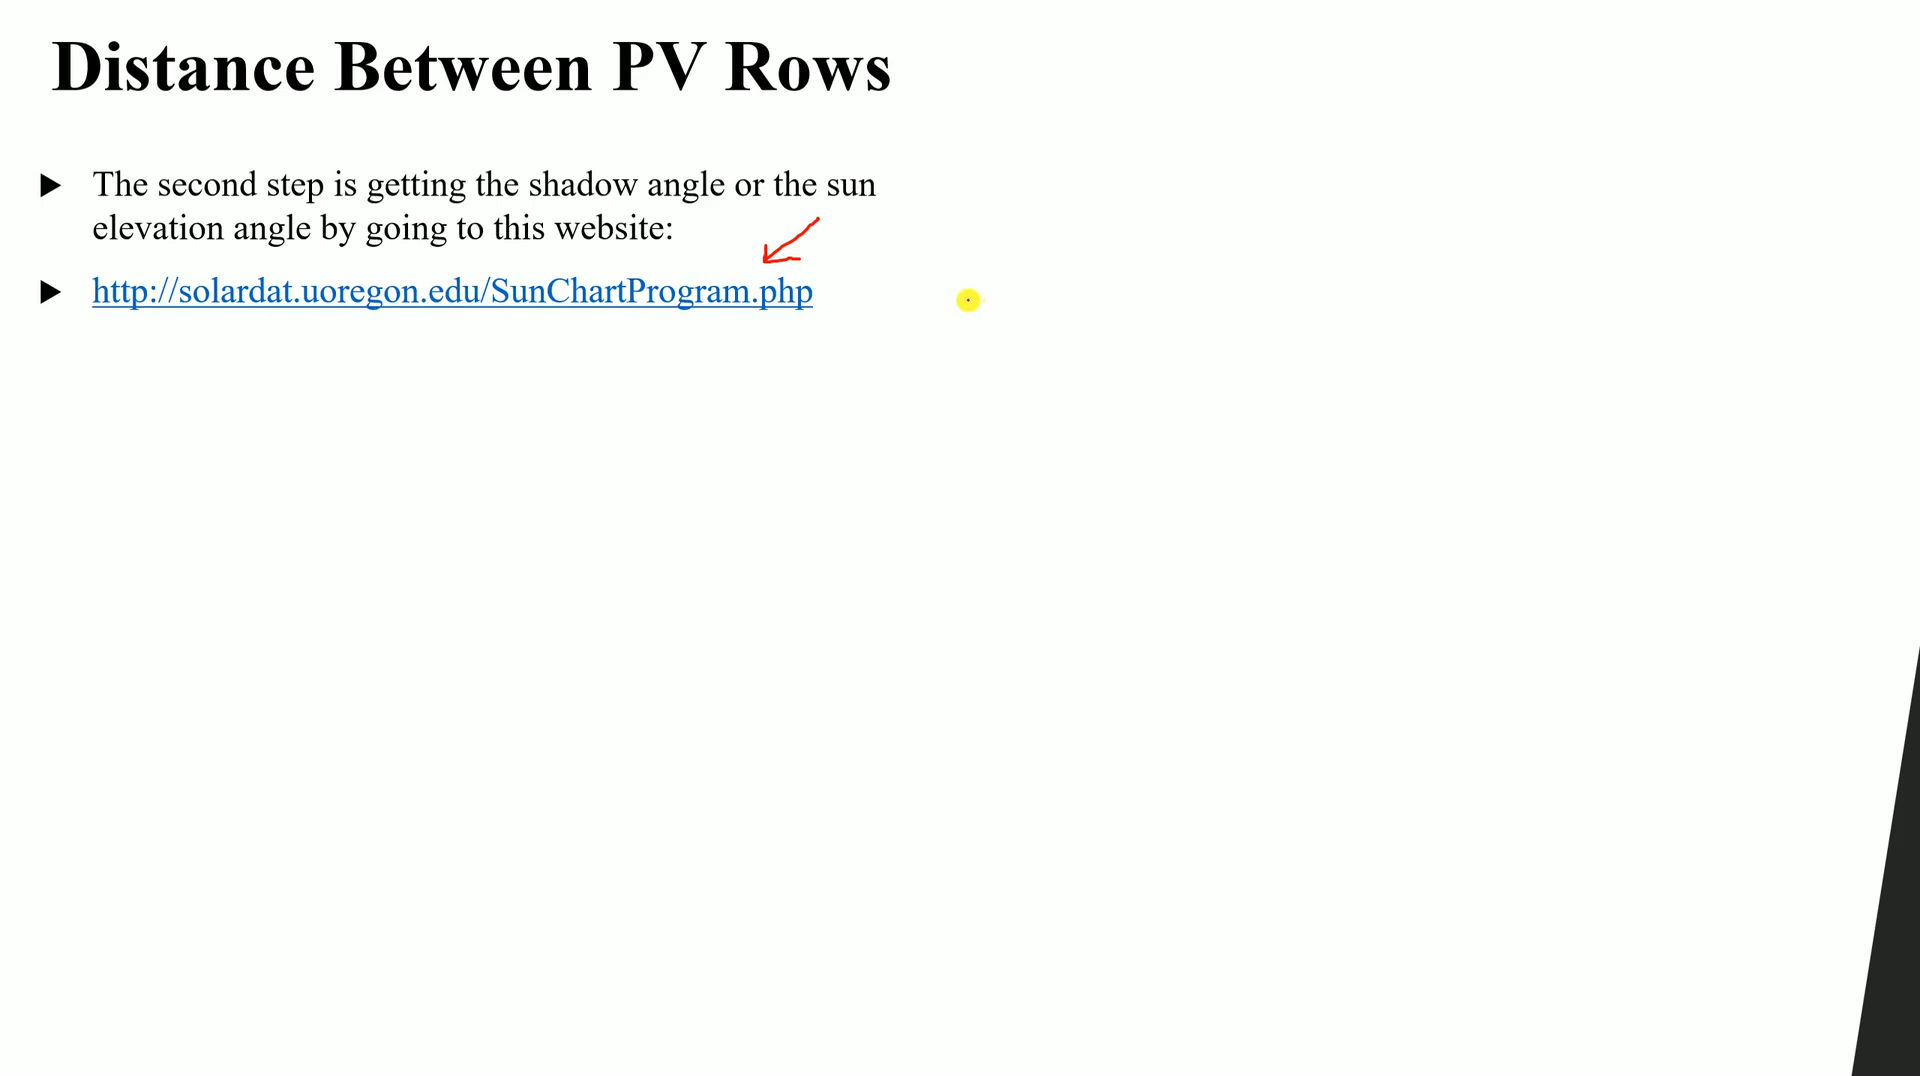 Distance Between PV Rows
The second step is getting the shadow angle or the sun
elevation angle by going to this website:
http://solardat.uoregon.edu/SunChartProgram.php